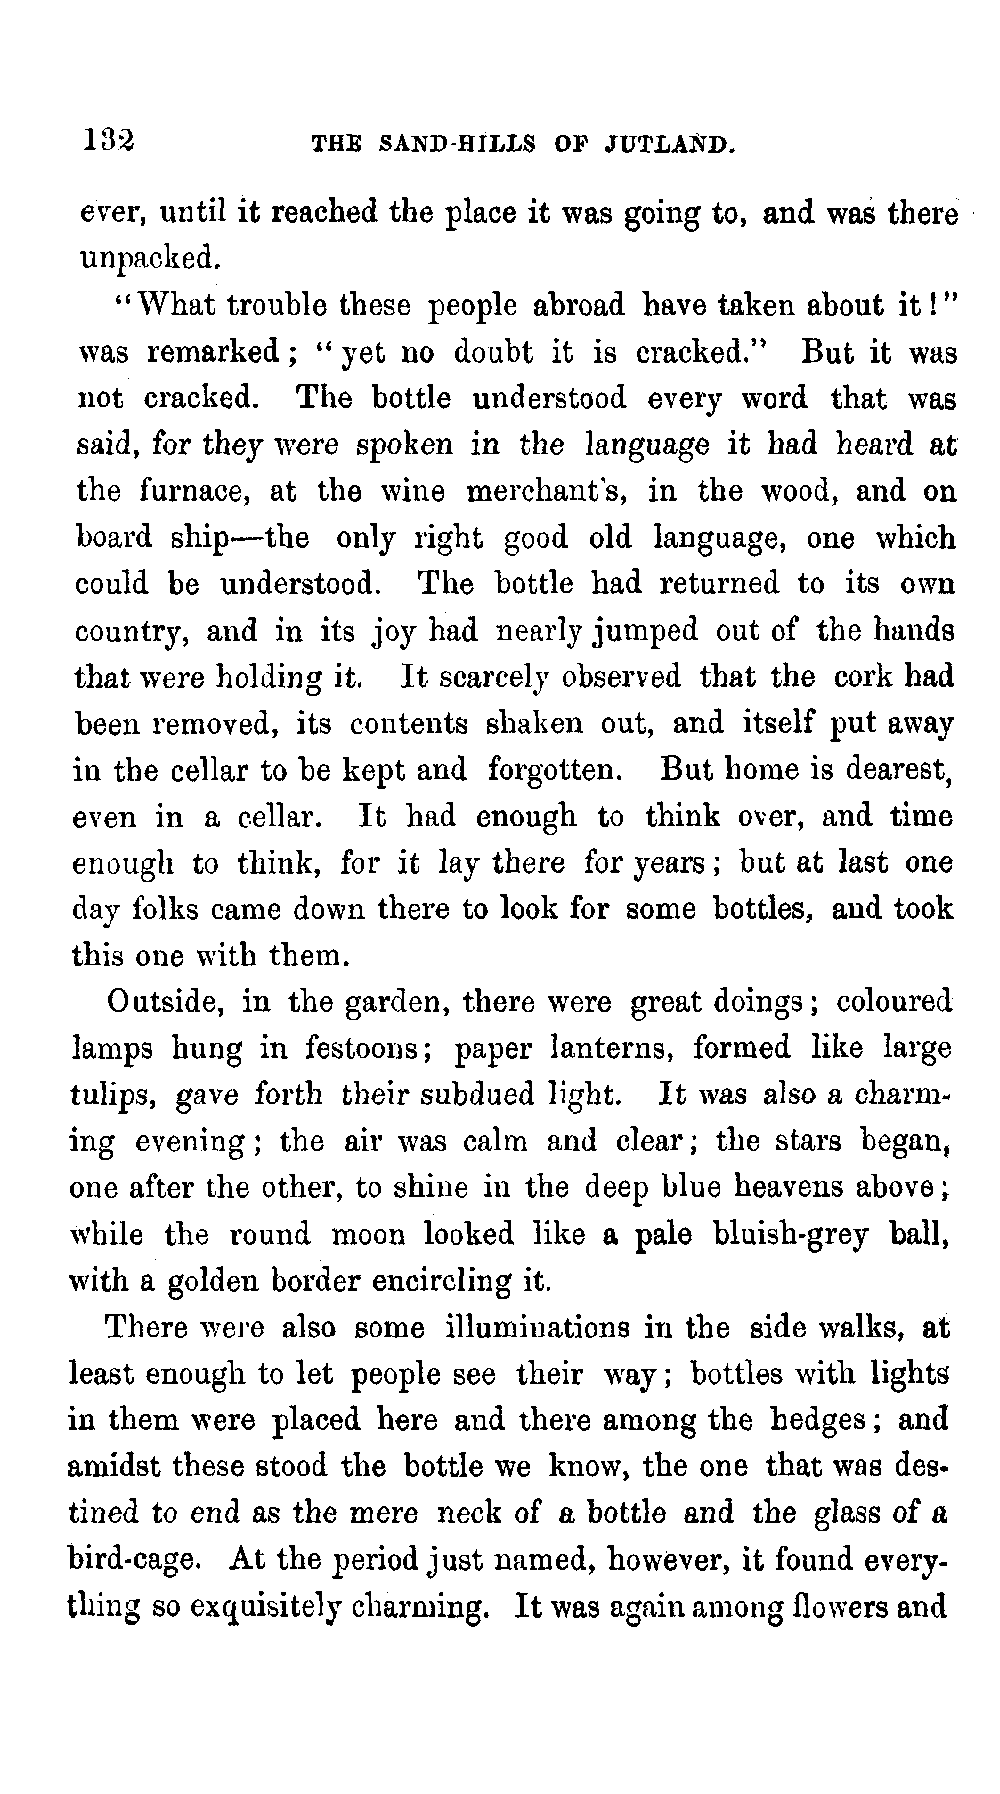 132 THE SAND-HILLS OF JUTLAND.
ever, until it reached the place it was going to, and was there
unpacked.
“What trouble these people abroad have taken about it!”
was remarked; “yet no doubt it is cracked.” But it was
not cracked. The bottle understood every word that was
said, for they were spoken in the language it had heard at
the furnace, at the wine merchant's, in the wood, and on
board ship—the only right good old language, one which
could be understood. The bottle had returned to its own
country, and in its joy had nearly jumped out of the hands
that were holding it. It scarcely observed that the cork had
been removed, its contents shaken out, and itself put away
in the cellar to be kept and forgotten. But home is dearest,
even in a cellar. It had enough to think over, and time
enough to think, for it lay there for years; but at last one
day folks came down there to look for some bottles, and took
this one with them.
Outside, in the garden, there were great doings; coloured
lamps hung in festoons; paper lanterns, formed like large
tulips, gave forth their subdued light. It was also a charm-
ing evening; the air was calm and clear; the stars began,
one after the other, to shine in the deep blue heavens above;
while the round moon looked like a pale bluish-grey ball,
with a golden border encircling it.
There were also some illuminations in the side walks, at
least enough to let people see their way; bottles with lights
in them were placed here and there among the hedges; and
amidst these stood the bottle we know, the one that was des-
tined to end as the mere neck of a bottle and the glass of a
bird-cage. At the period just named, however, it found every-
thing so exquisitely charming. It was again among flowers and